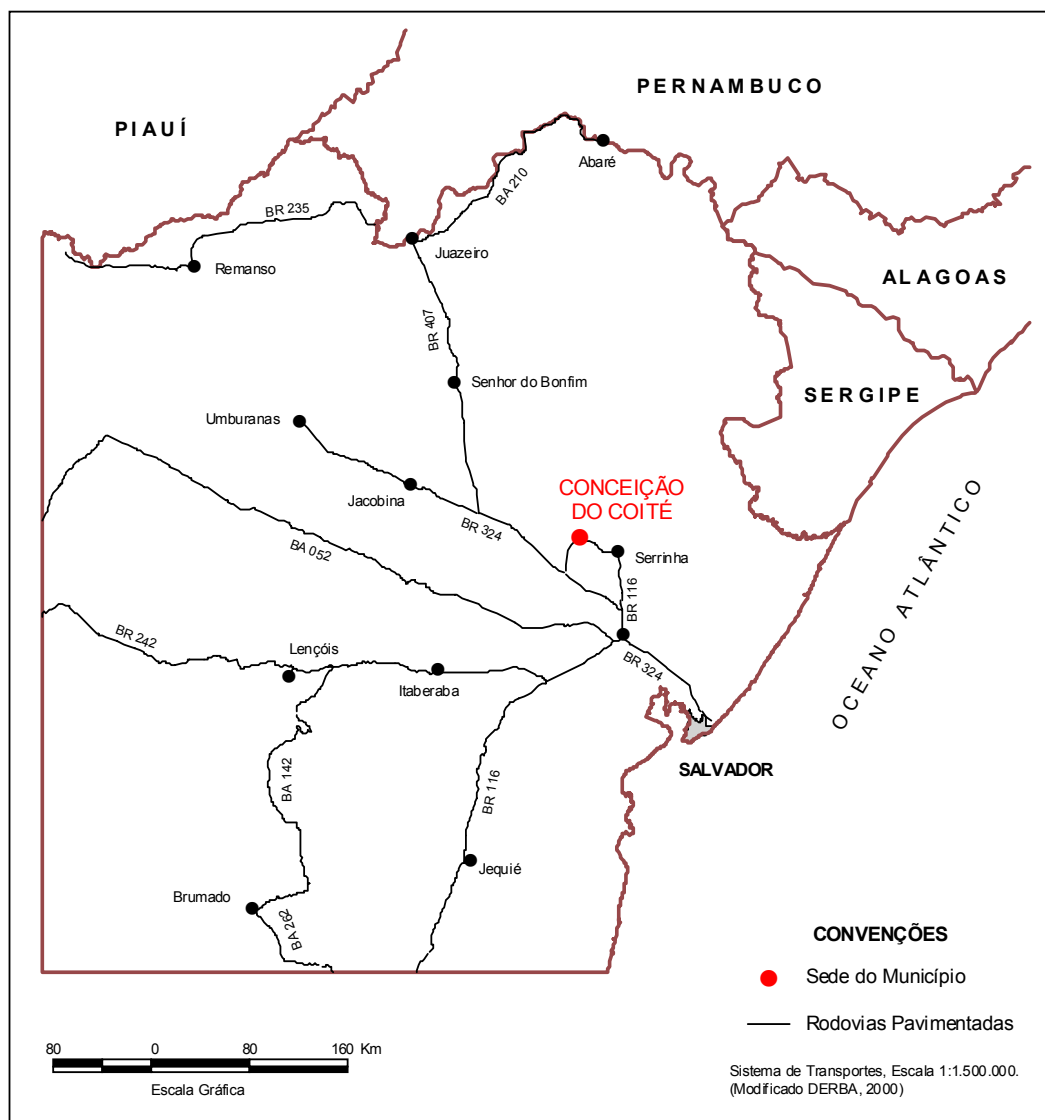 PERNAMBUCO
PIAUÍ
Abaré
BA 210
BR 235
Juazeiro
Remanso
ALAGOAS
BR 407
Senhor do Bonfim
SERGIPE
Umburanas
Jacobina
CONCEIÇÃO
DO COITÉ
BR 324
BA 052
Serrinha
OCEANO ATLÂNTICO
BR 116
BR 242
Lençóis
Itaberaba
BR 324
SALVADOR
BA 142
BR 116
Jequié
Brumado
BA 262
CONVENÇÕES
Sede do Município
Rodovias Pavimentadas
80 0 80 160 Km
Escala Gráfica
Sistema de Transportes, Escala 1:1.500.000.
(Modificado DERBA, 2000)